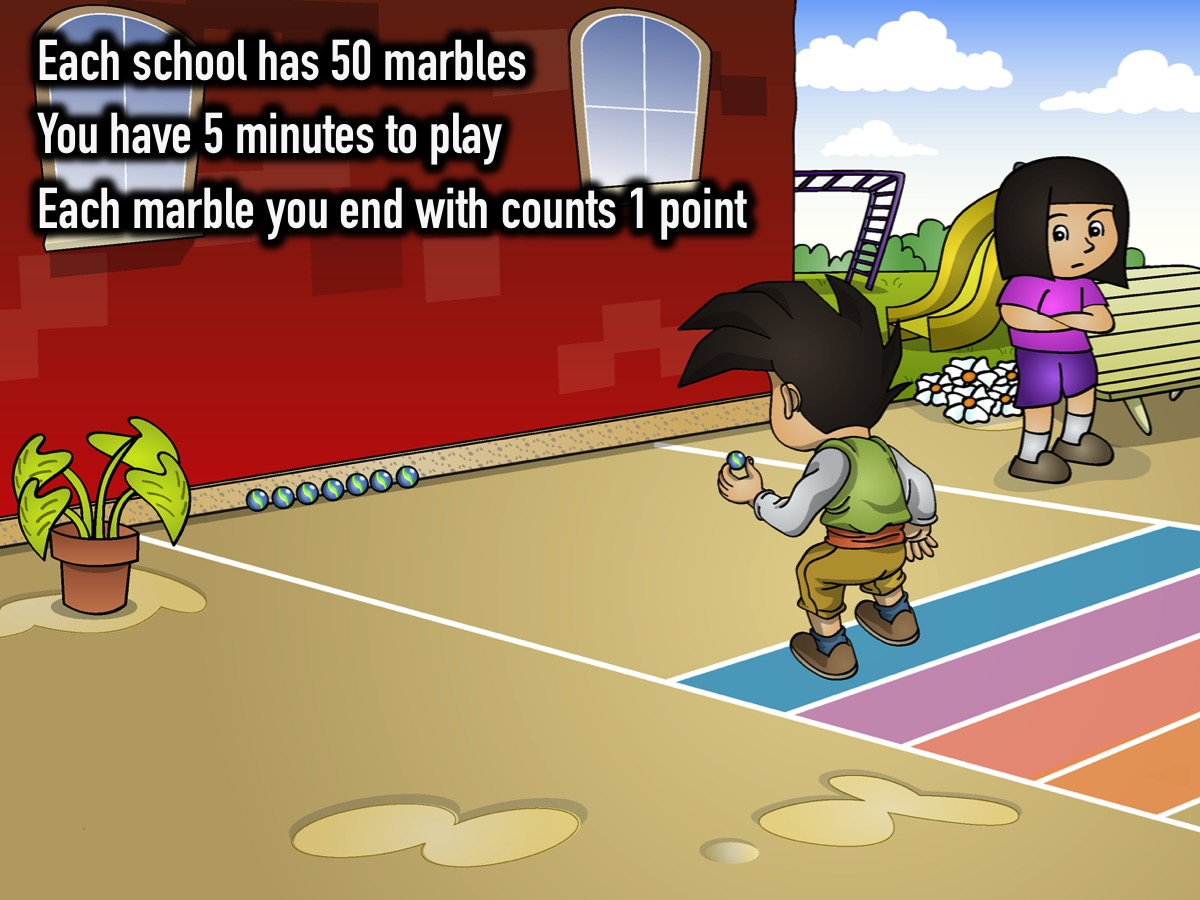 Each school has 50 marbles
You have 5 minutes to play
Each marble you end with counts 1 point